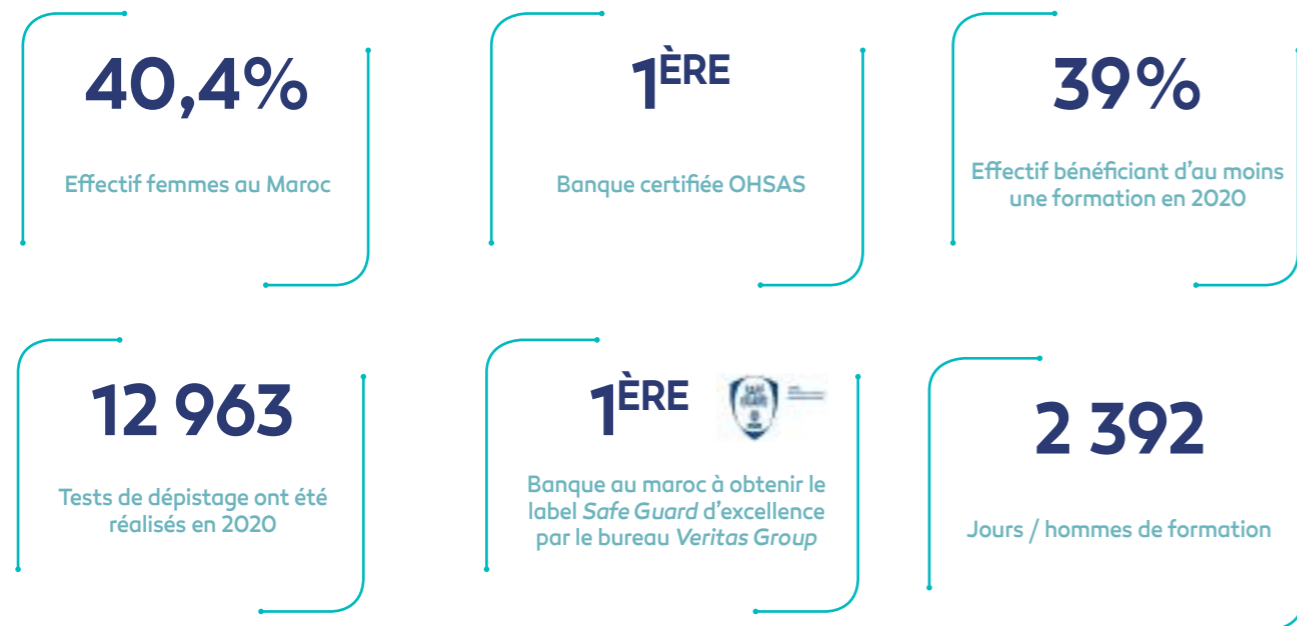 40,4%
Effectif femmes au Maroc
1ÈRE
Banque certifiée OHSAS
39%
Effectif bénéficiant d’au moins
une formation en 2020
12 963
Tests de dépistage ont été
réalisés en 2020
1ÈRE
SAFE
GUARD
Banque au maroc à obtenir le
label Safe Guard d’excellence
par le bureau Veritas Group
2 392
Jours / hommes de formation